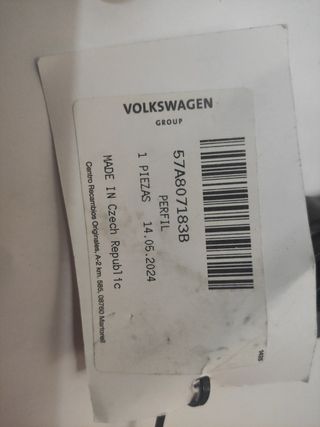 VOLKSWAGEN
GROUP
57A807183B
PERFIL
1 PIEZAS 14.05.2024
MADE IN Czech Republic
Centro Recambios Originales, A-2 km. 585, 08760 Martorell